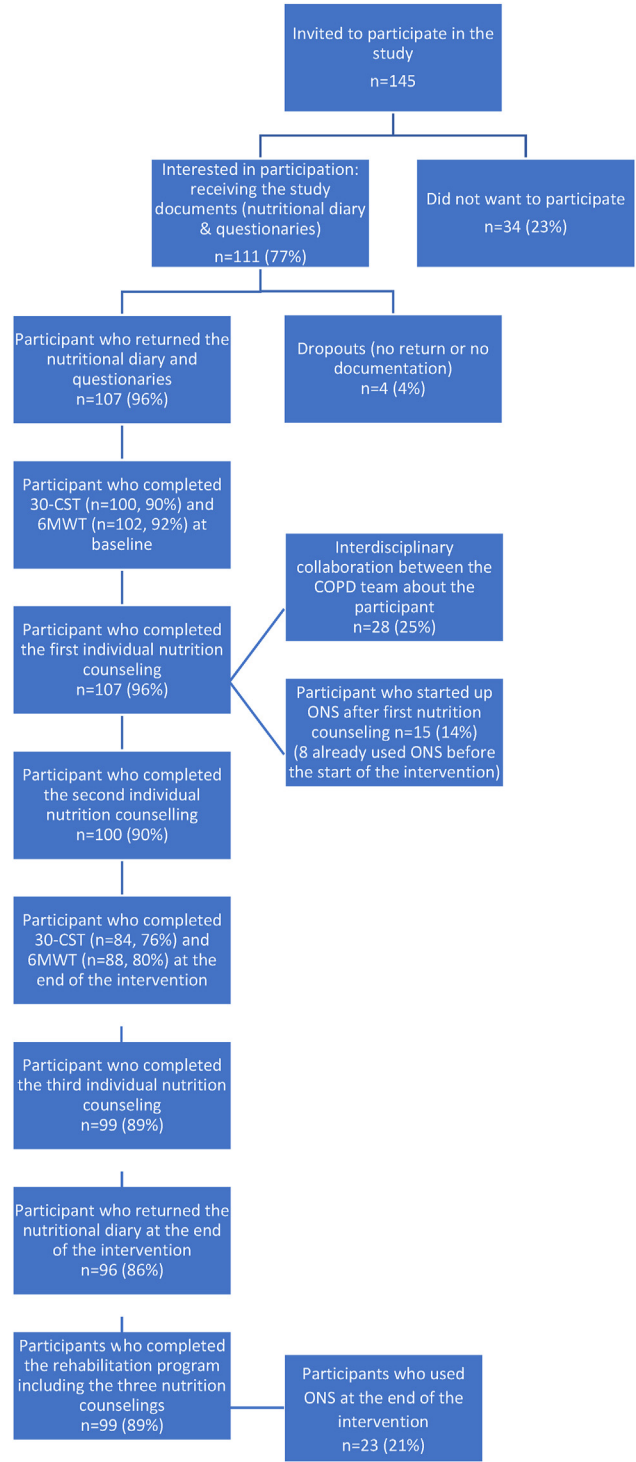 Invited to participate in the
study
n=145
Interested in participation:
receiving the study
documents (nutritional diary
& questionaries)
n=111 (77%)
Did not want to participate
n=34 (23%)
Participant who returned the
nutritional diary and
questionaries
n=107 (96%)
Dropouts (no return or no
documentation)
n=4 (4%)
Participant who completed
30-CST (n=100, 90%) and
6MWT (n=102, 92%) at
baseline
Interdisciplinary
collaboration between the
COPD team about the
participant
n=28 (25%)
Participant who completed
the first individual nutrition
counseling
n=107 (96%)
Participant who started up
ONS after first nutrition
counseling n=15 (14%)
(8 already used ONS before
the start of the intervention)
Participant who completed
the second individual
nutrition counselling
n=100 (90%)
Participant who completed
30-CST (n=84, 76%) and
6MWT (n=88, 80%) at the
end of the intervention
Participant wno completed
the third individual nutrition
counseling
n=99 (89%)
Participant who returned the
nutritional diary at the end
of the intervention
n=96 (86%)
Participants who completed
the rehabilitation program
including the three nutrition
counselings
n=99 (89%)
Participants who used
ONS at the end of the
intervention
n=23 (21%)